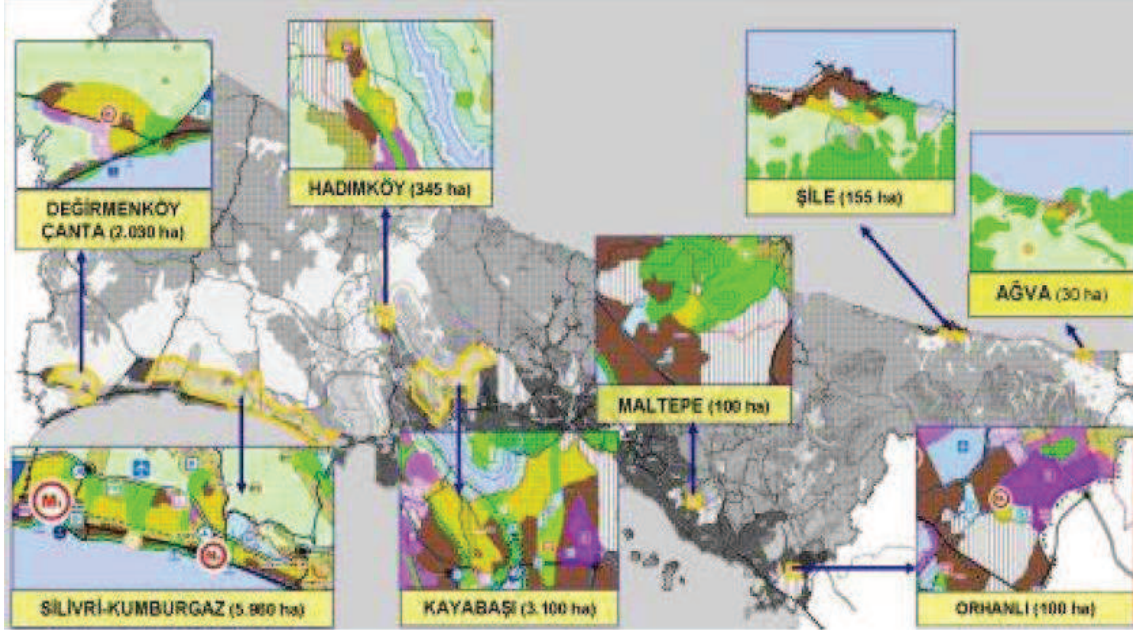 DEĞİRMENKÖY
ÇANTA (2.030 ha)
HADIMKÖY (345 ha)
ŞİLE (155 ha)
AĞVA (30 ha)
MALTEPE (100 ha)
SİLİVRİ-KUMBURGAZ (5.960 ha)
KAYABAŞI (3.100 ha)
ORHANLI (100 ha)